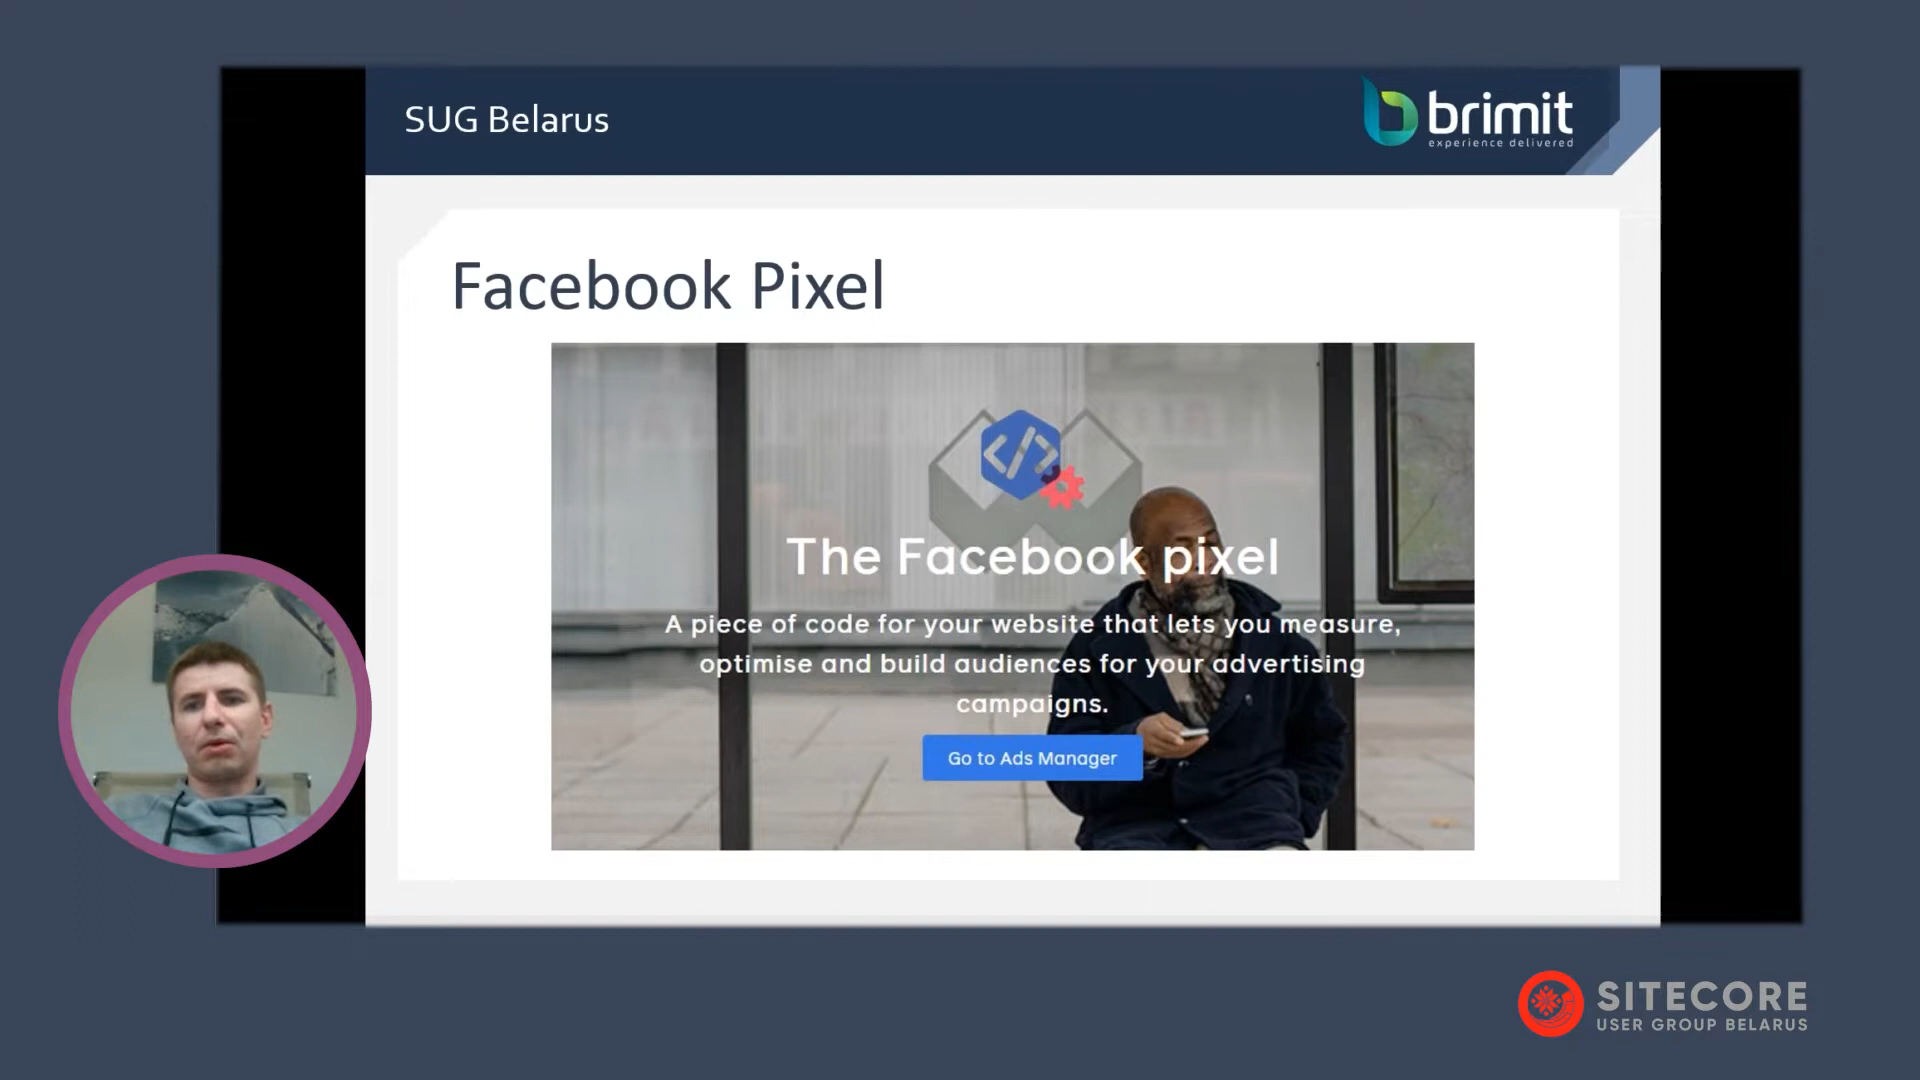 SUG Belarus
brimit
experience delivered
Facebook Pixel
</>
The Facebook pixel
A piece of code for your website that lets you measure,
optimise and build audiences for your advertising
campaigns.
Go to Ads Manager
SITECORE
USER GROUP BELARUS